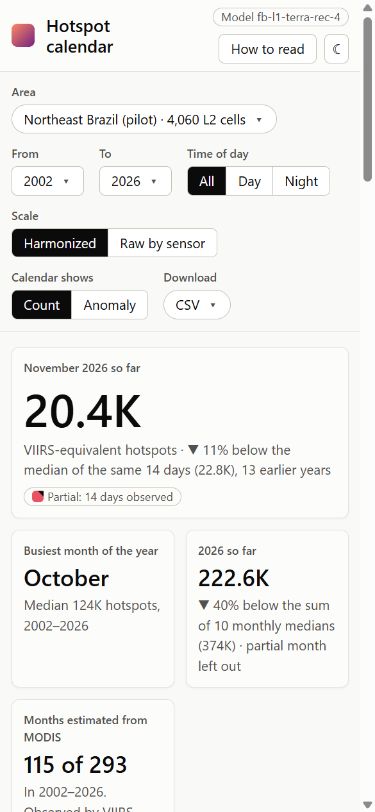 Hotspot
calendar
Model fb-l1-terra-rec-4
How to read
Area
Northeast Brazil (pilot) · 4,060 L2 cells
From
To
Time of day
2002
2026
All
Day
Night
Scale
Harmonized
Raw by sensor
Calendar shows
Download
Count
Anomaly
CSV
November 2026 so far
20.4K
VIIRS-equivalent hotspots · ▼ 11% below the
median of the same 14 days (22.8K), 13 earlier years
Partial: 14 days observed
Busiest month of the year
October
Median 124K hotspots,
2002–2026
2026 so far
222.6K
▼ 40% below the sum
of 10 monthly medians
(374K) · partial month
left out
Months estimated from
MODIS
115 of 293
In 2002–2026.
Observed by VIIRS